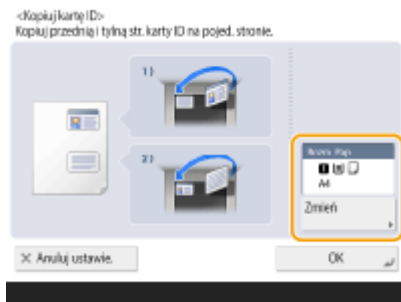 <Kopiuj kartę ID>
Kopiuj przednią i tylną str. karty ID na pojed. stronie.
1)
2)
1
A4
Zmień
× Anuluj ustawie.
OK